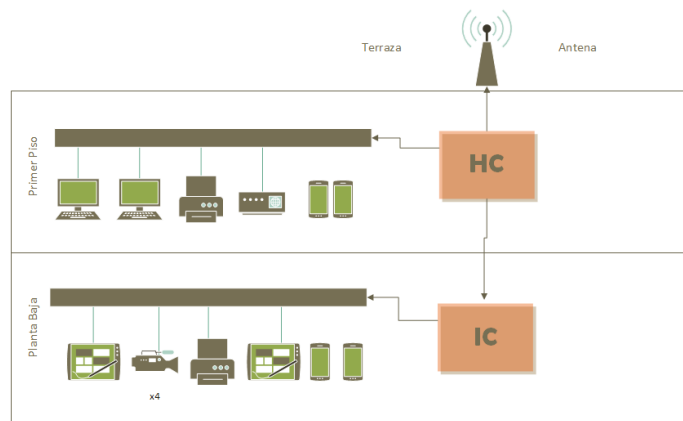 Terraza
Antena
Primer Piso
HC
Planta Baja
IC
x4